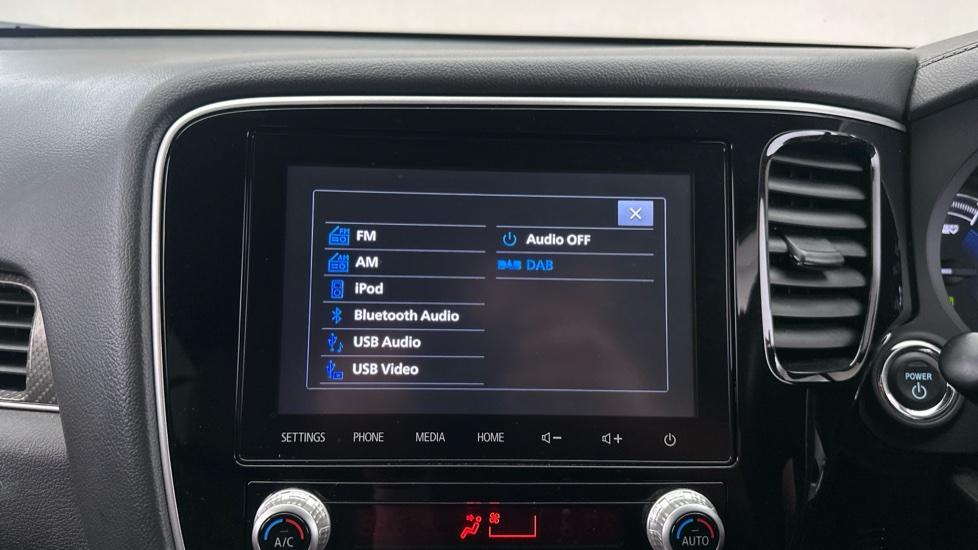 FM
AM
iPod
Bluetooth Audio
USB Audio
USB Video
Audio OFF
DAB DAB
SETTINGS PHONE MEDIA HOME
POWER
A/C
AUTO